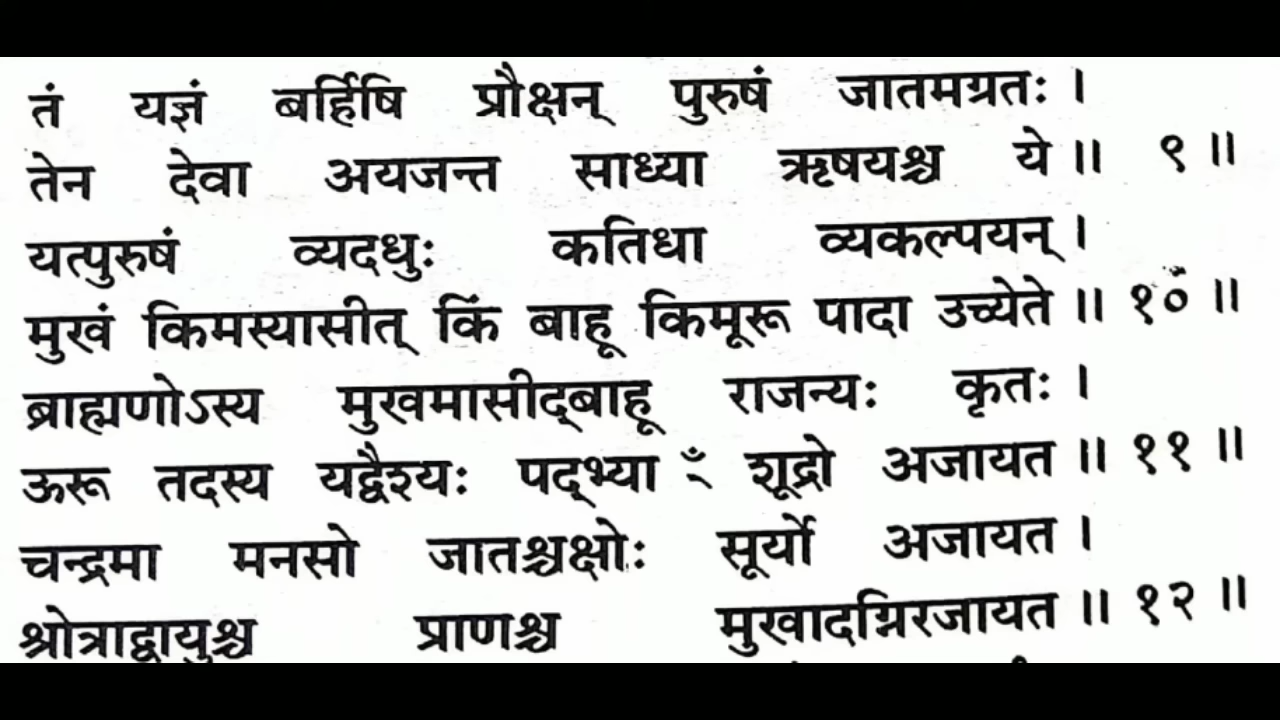 तं यज्ञं बर्हिषि प्रौक्षन् पुरुषं जातमग्रतः ।
तेन देवा अयजन्त साध्या ऋषयश्च ये ॥ ९ ॥
यत्पुरुषं व्यदधुः कतिधा व्यकल्पयन् ।
मुखं किमस्यासीत् किं बाहू किमूरू पादा उच्येते ॥ १० ॥
ब्राह्मणोऽस्य मुखमासीद्‌बाहू राजन्यः कृतः ।
ऊरू तदस्य यद्वैश्यः पद्‌भ्या ꣳ शूद्रो अजायत ॥ ११ ॥
चन्द्रमा मनसो जातश्चक्षोः सूर्यो अजायत ।
श्रोत्राद्वायुश्च प्राणश्च मुखादग्निरजायत ॥ १२ ॥